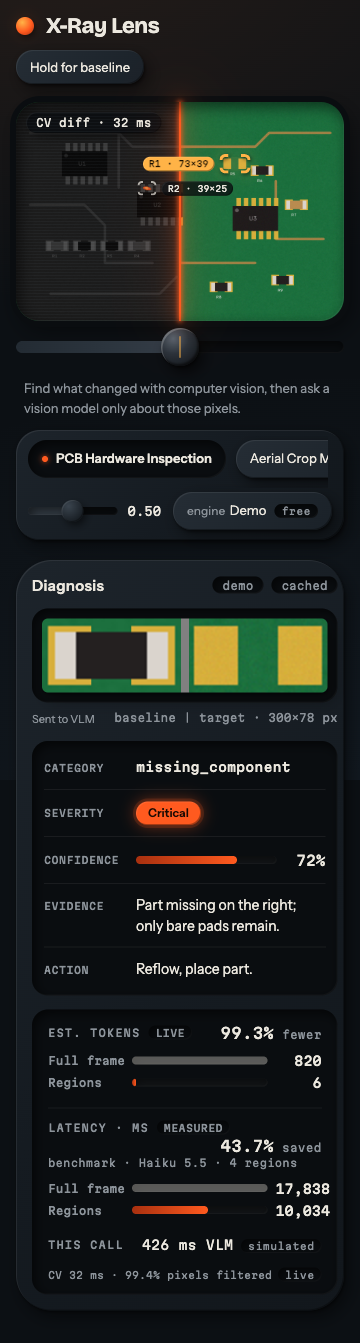 X-Ray Lens
Hold for baseline
CV diff · 32 ms
R1 · 73×39
R2 · 39×25
U1
U2
U3
Find what changed with computer vision, then ask a
vision model only about those pixels.
PCB Hardware Inspection
Aerial Crop M
0.50
engine Demo free
Diagnosis
demo cached
Sent to VLM baseline | target · 300×78 px
CATEGORY missing_component
SEVERITY Critical
CONFIDENCE 72%
EVIDENCE Part missing on the right;
only bare pads remain.
ACTION Reflow, place part.
EST. TOKENS LIVE 99.3% fewer
Full frame 820
Regions 6
LATENCY · MS MEASURED
43.7% saved
benchmark · Haiku 5.5 · 4 regions
Full frame 17,838
Regions 10,034
THIS CALL 426 ms VLM simulated
CV 32 ms · 99.4% pixels filtered live